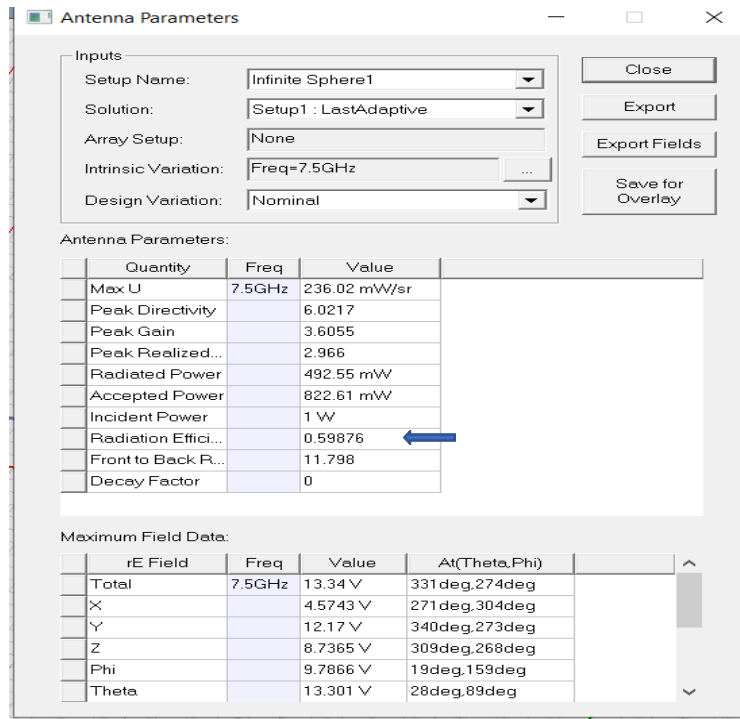 Antenna Parameters
Inputs
Setup Name: Infinite Sphere1
Close
Solution: Setup1 : LastAdaptive
Export
Array Setup: None
Export Fields
Intrinsic Variation: Freq=7.5GHz ...
Save for
Overlay
Design Variation: Nominal
Antenna Parameters:
Quantity Freq Value
Max U 7.5GHz 236.02 mW/sr
Peak Directivity 6.0217
Peak Gain 3.6055
Peak Realized... 2.966
Radiated Power 492.55 mW
Accepted Power 822.61 mW
Incident Power 1 W
Radiation Effici... 0.59876
Front to Back R... 11.798
Decay Factor 0
Maximum Field Data:
rE Field Freq Value At(Theta,Phi)
Total 7.5GHz 13.34 V 331deg,274deg
X 4.5743 V 271deg,304deg
Y 12.17 V 340deg,273deg
Z 8.7365 V 309deg,268deg
Phi 9.7866 V 19deg,159deg
Theta 13.301 V 28deg,89deg